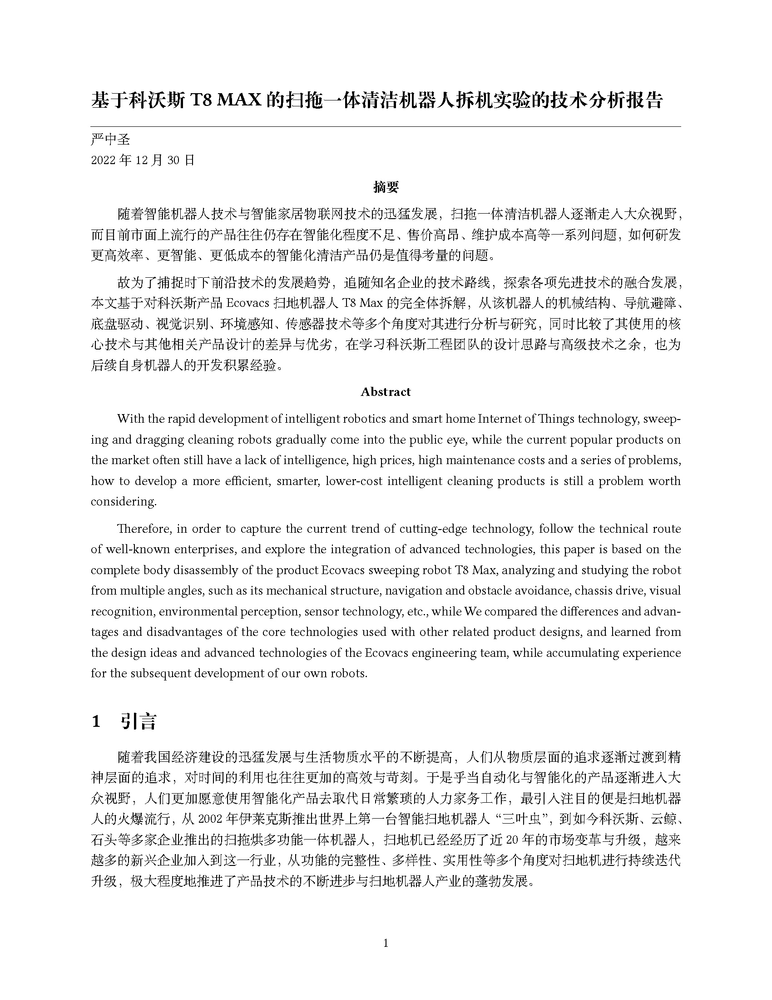 基于科沃斯 T8 MAX 的扫拖一体清洁机器人拆机实验的技术分析报告
严中圣
2022 年 12 月 30 日
摘要
随着智能机器人技术与智能家居物联网技术的迅猛发展，扫拖一体清洁机器人逐渐走入大众视野，
而目前市面上流行的产品往往仍存在智能化程度不足、售价高昂、维护成本高等一系列问题，如何研发
更高效率、更智能、更低成本的智能化清洁产品仍是值得考量的问题。
故为了捕捉时下前沿技术的发展趋势，追随知名企业的技术路线，探索各项先进技术的融合发展，
本文基于对科沃斯产品 Ecovacs 扫地机器人 T8 Max 的完全体拆解，从该机器人的机械结构、导航避障、
底盘驱动、视觉识别、环境感知、传感器技术等多个角度对其进行分析与研究，同时比较了其使用的核
心技术与其他相关产品设计的差异与优劣，在学习科沃斯工程团队的设计思路与高级技术之余，也为
后续自身机器人的开发积累经验。
Abstract
With the rapid development of intelligent robotics and smart home Internet of Things technology, sweep-
ing and dragging cleaning robots gradually come into the public eye, while the current popular products on
the market often still have a lack of intelligence, high prices, high maintenance costs and a series of problems,
how to develop a more efficient, smarter, lower-cost intelligent cleaning products is still a problem worth
considering.
Therefore, in order to capture the current trend of cutting-edge technology, follow the technical route
of well-known enterprises, and explore the integration of advanced technologies, this paper is based on the
complete body disassembly of the product Ecovacs sweeping robot T8 Max, analyzing and studying the robot
from multiple angles, such as its mechanical structure, navigation and obstacle avoidance, chassis drive, visual
recognition, environmental perception, sensor technology, etc., while We compared the differences and advan-
tages and disadvantages of the core technologies used with other related product designs, and learned from
the design ideas and advanced technologies of the Ecovacs engineering team, while accumulating experience
for the subsequent development of our own robots.
1 引言
随着我国经济建设的迅猛发展与生活物质水平的不断提高，人们从物质层面的追求逐渐过渡到精
神层面的追求，对时间的利用也往往更加的高效与苛刻。于是乎当自动化与智能化的产品逐渐进入大
众视野，人们更加愿意使用智能化产品去取代日常繁琐的人力家务工作，最引入注目的便是扫地机器
人的火爆流行，从 2002 年伊莱克斯推出世界上第一台智能扫地机器人 “三叶虫”，到如今科沃斯、云鲸、
石头等多家企业推出的扫拖烘多功能一体机器人，扫地机已经经历了近 20 年的市场变革与升级，越来
越多的新兴企业加入到这一行业，从功能的完整性、多样性、实用性等多个角度对扫地机进行持续迭代
升级，极大程度地推进了产品技术的不断进步与扫地机器人产业的蓬勃发展。
1